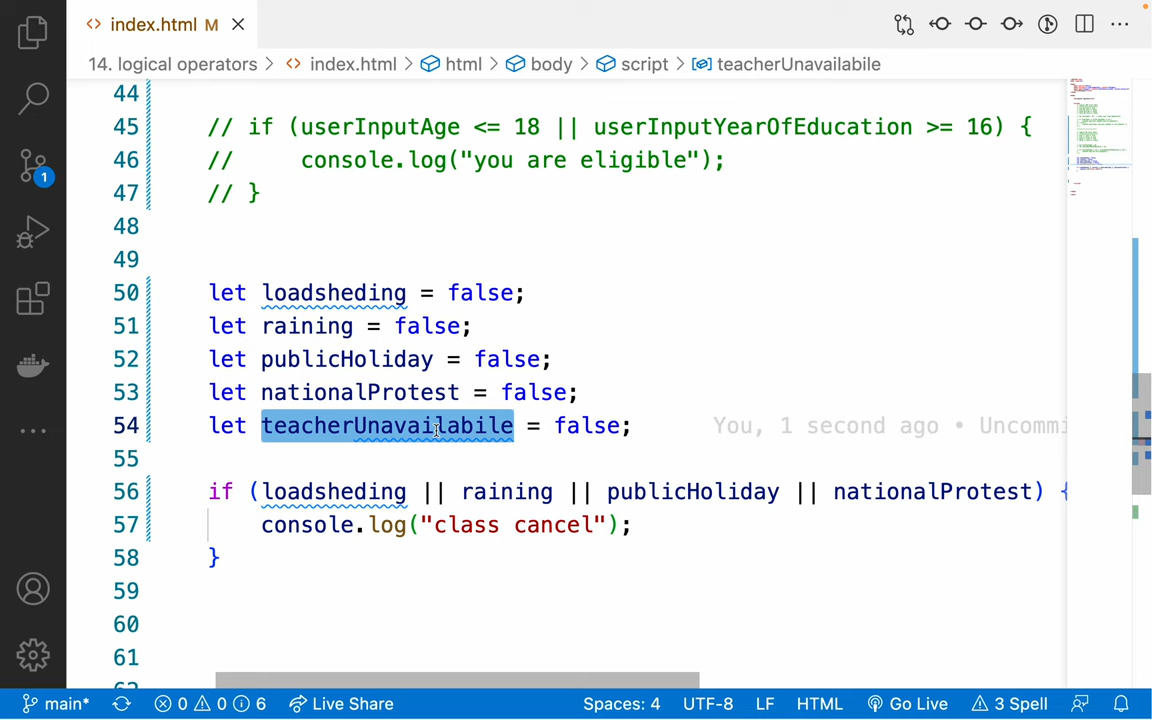 index.html M
14. logical operators > index.html > html > body > script > teacherUnavailabile
44
45 // if (userInputAge <= 18 || userInputYearOfEducation >= 16) {
46 // console.log("you are eligible");
47 // }
48
49
50 let loadsheding = false;
51 let raining = false;
52 let publicHoliday = false;
53 let nationalProtest = false;
54 let teacherUnavailabile = false; You, 1 second ago • Uncommi
55
56 if (loadsheding || raining || publicHoliday || nationalProtest) {
57 console.log("class cancel");
58 }
59
60
61
1
main* 0 0 6 Live Share Spaces: 4 UTF-8 LF HTML Go Live 3 Spell